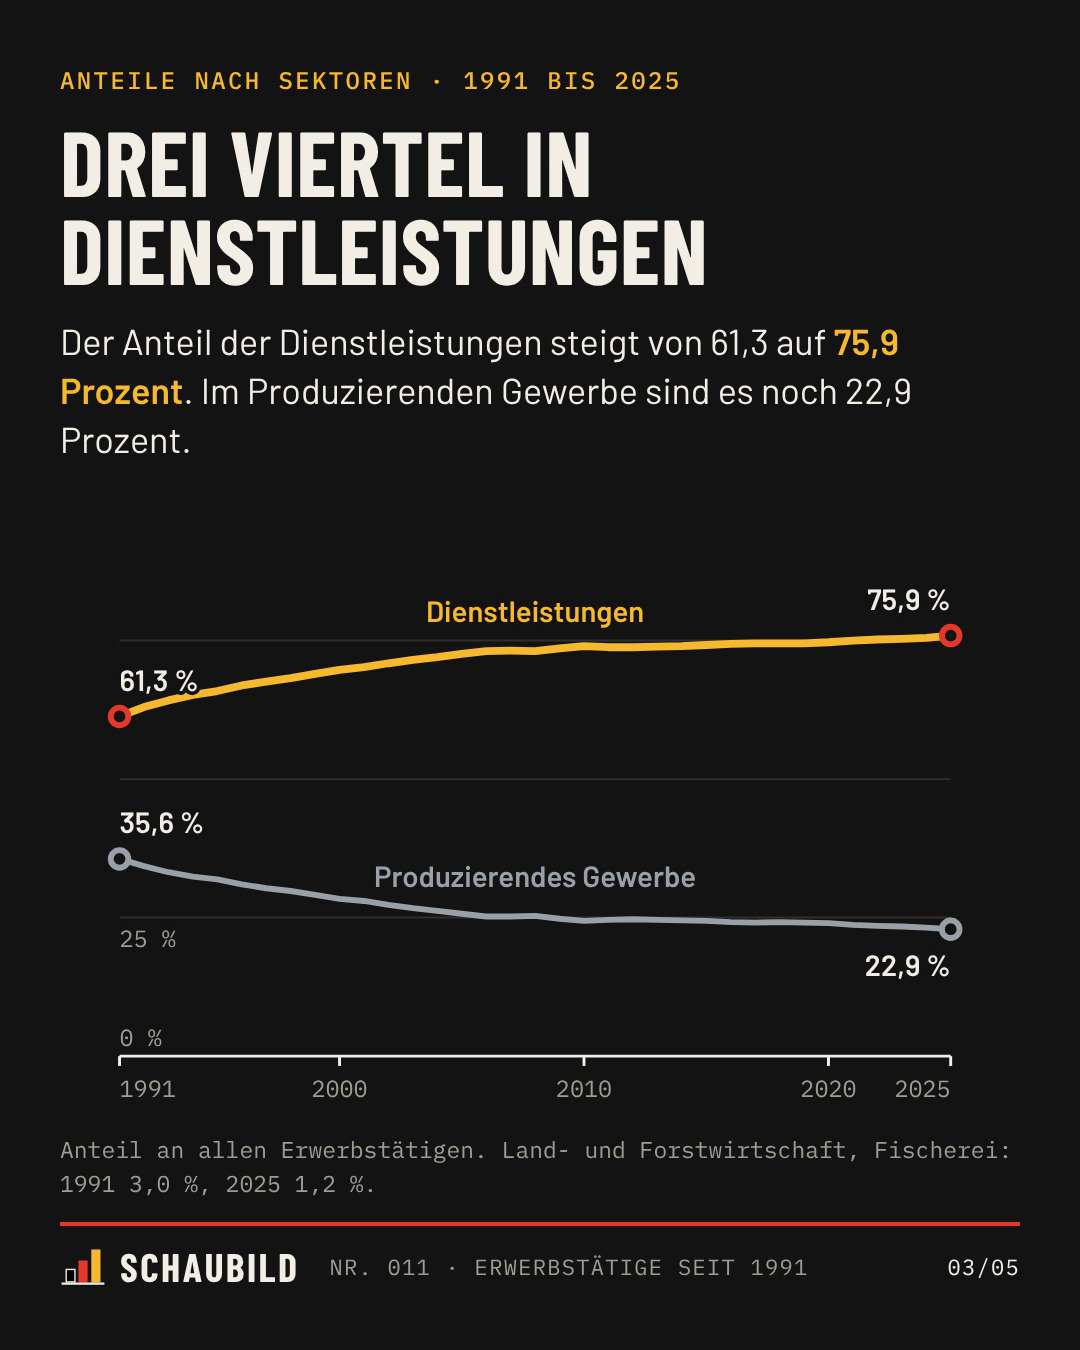 ANTEILE NACH SEKTOREN · 1991 BIS 2025
DREI VIERTEL IN
DIENSTLEISTUNGEN
Der Anteil der Dienstleistungen steigt von 61,3 auf 75,9
Prozent. Im Produzierenden Gewerbe sind es noch 22,9
Prozent.
75,9 %
Dienstleistungen
61,3 %
35,6 %
Produzierendes Gewerbe
25 %
22,9 %
0 %
1991 2000 2010 2020 2025
Anteil an allen Erwerbstätigen. Land- und Forstwirtschaft, Fischerei:
1991 3,0 %, 2025 1,2 %.
SCHAUBILD NR. 011 · ERWERBSTÄTIGE SEIT 1991 03/05